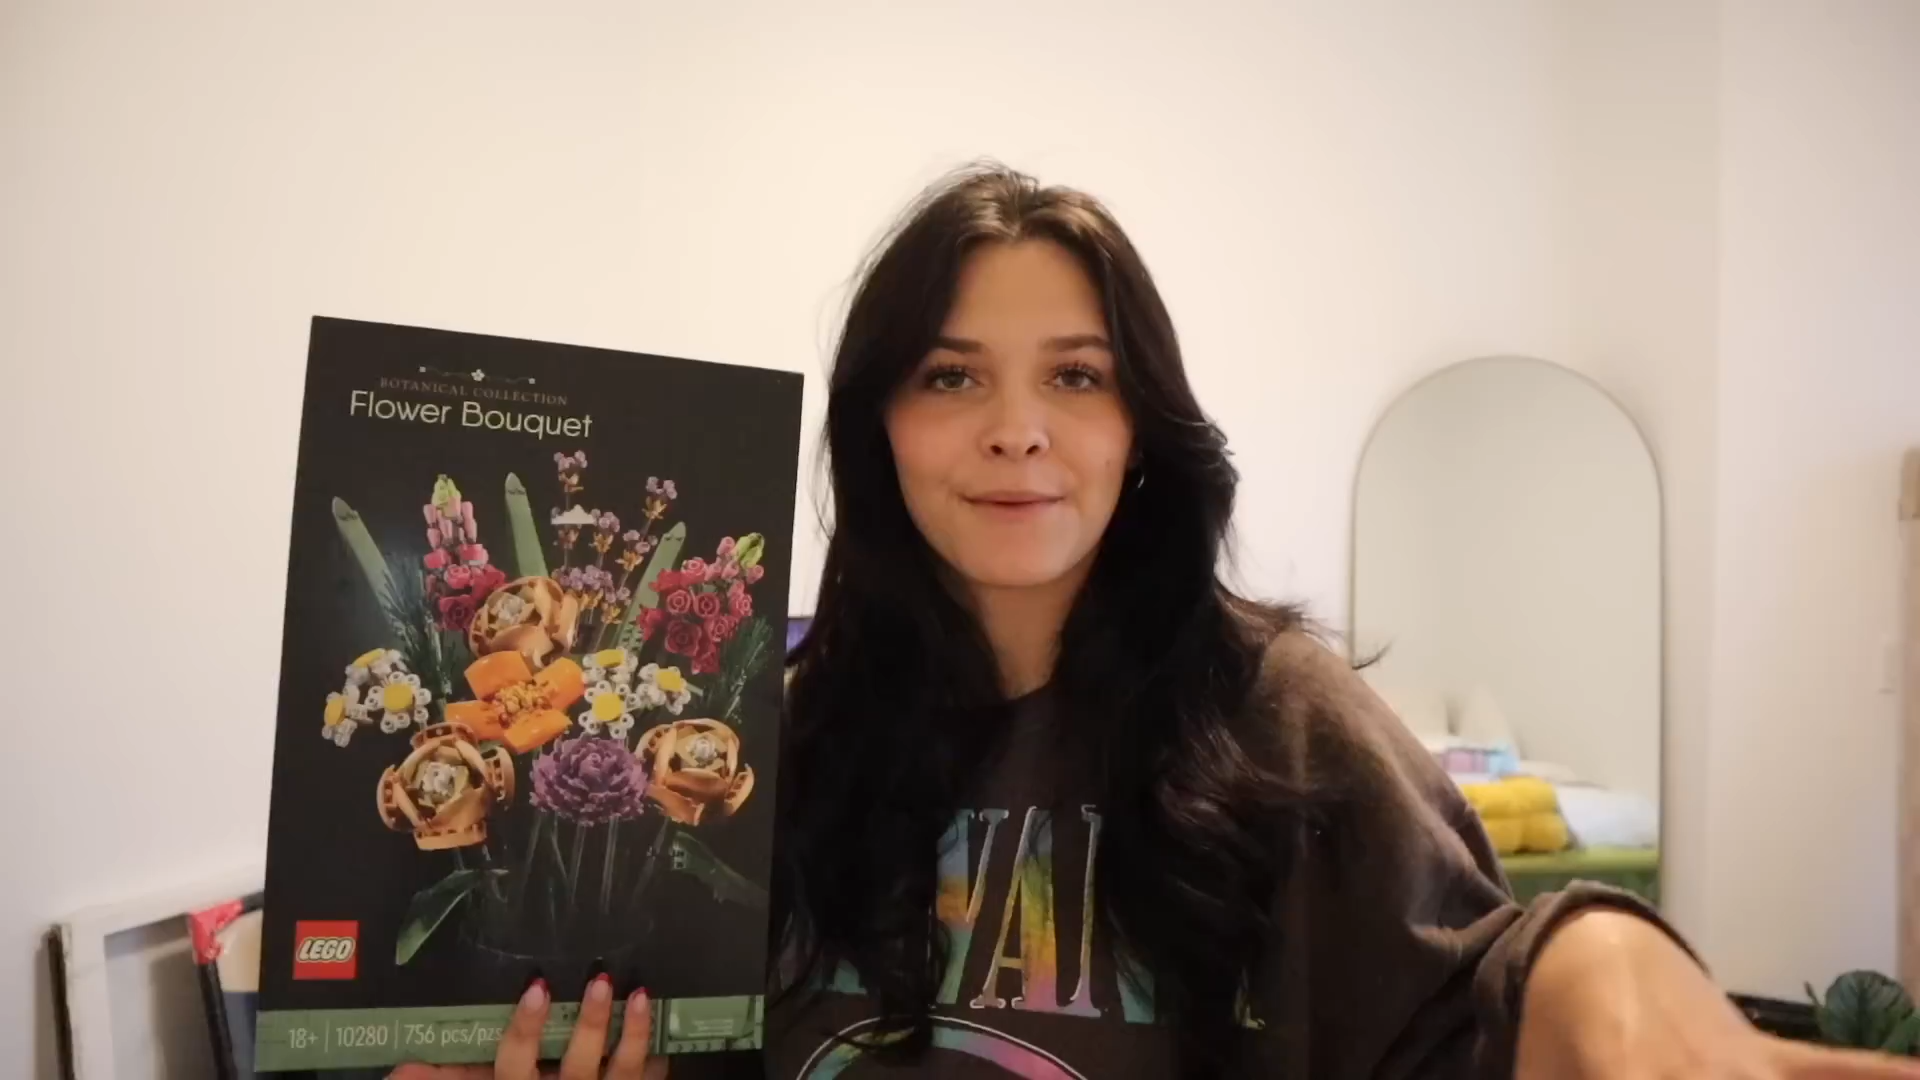 BOTANICAL COLLECTION
Flower Bouquet
LEGO
18+ | 10280 | 756 pcs/pzs